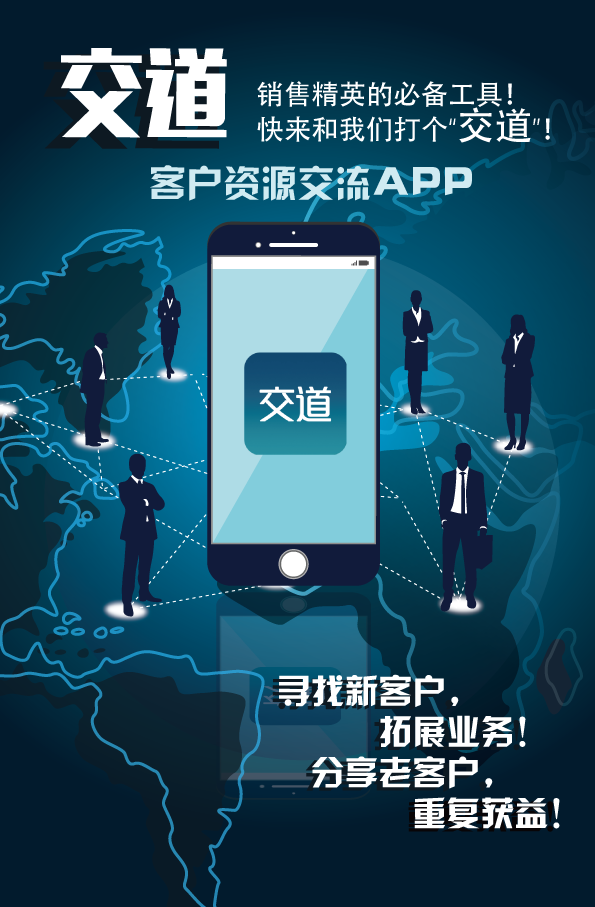 交道
销售精英的必备工具！
快来和我们打个“交道”！
客户资源交流APP
交道
寻找新客户，
拓展业务！
分享老客户，
重复获益！